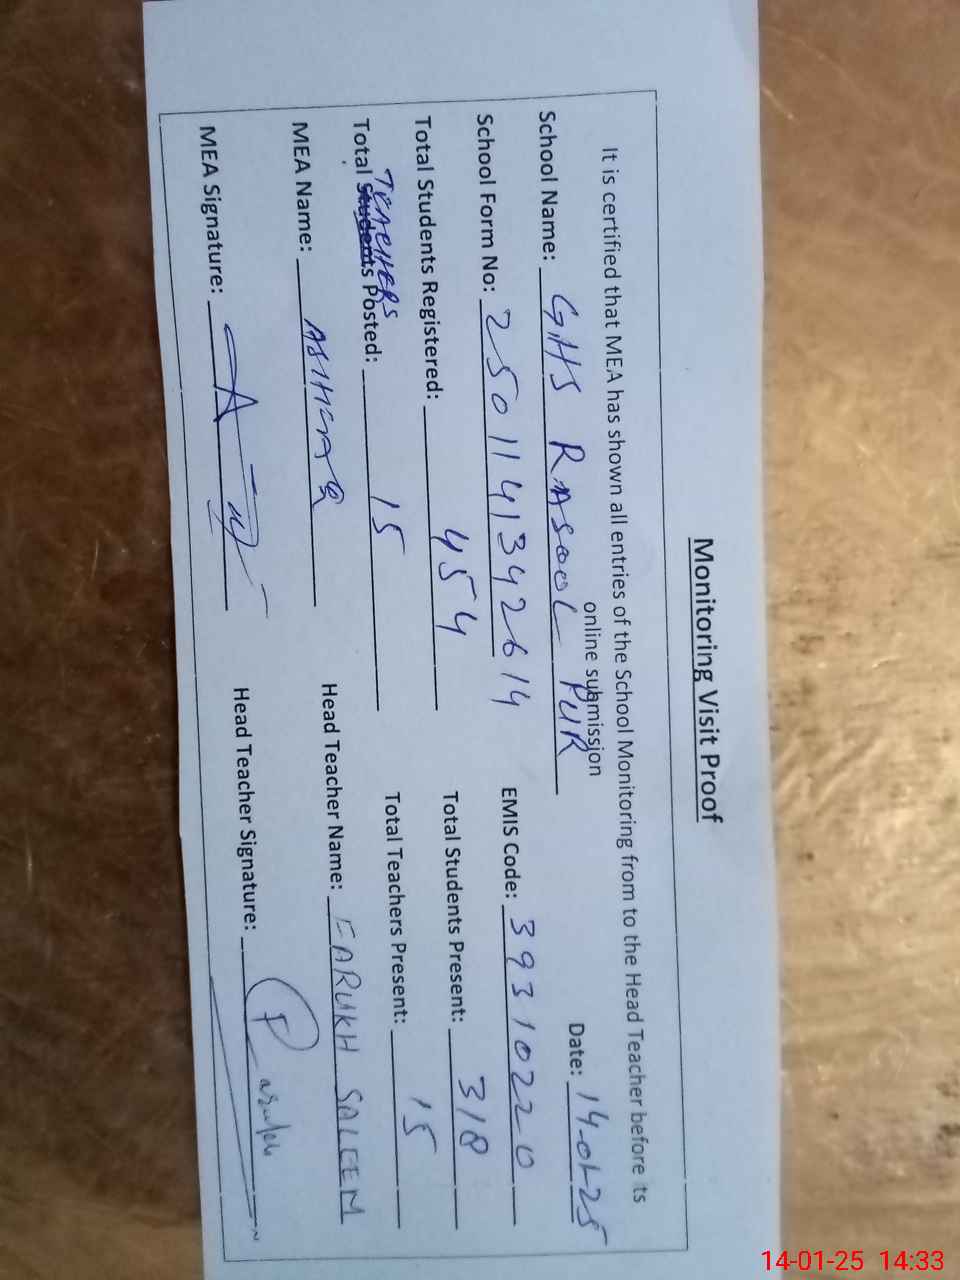 Monitoring Visit Proof
It is certified that MEA has shown all entries of the School Monitoring from to the Head Teacher before its
online submission
Date: 14-01-25
School Name: GHS RASOOL PUR
School Form No: 2501141342614 EMIS Code: 39310220
Total Students Registered: 454 Total Students Present: 318
TEACHERS
Total Students Posted: 15 Total Teachers Present: 15
MEA Name: ASHFAQ Head Teacher Name: FARUKH SALEEM
MEA Signature: Head Teacher Signature:
14-01-25 14:33